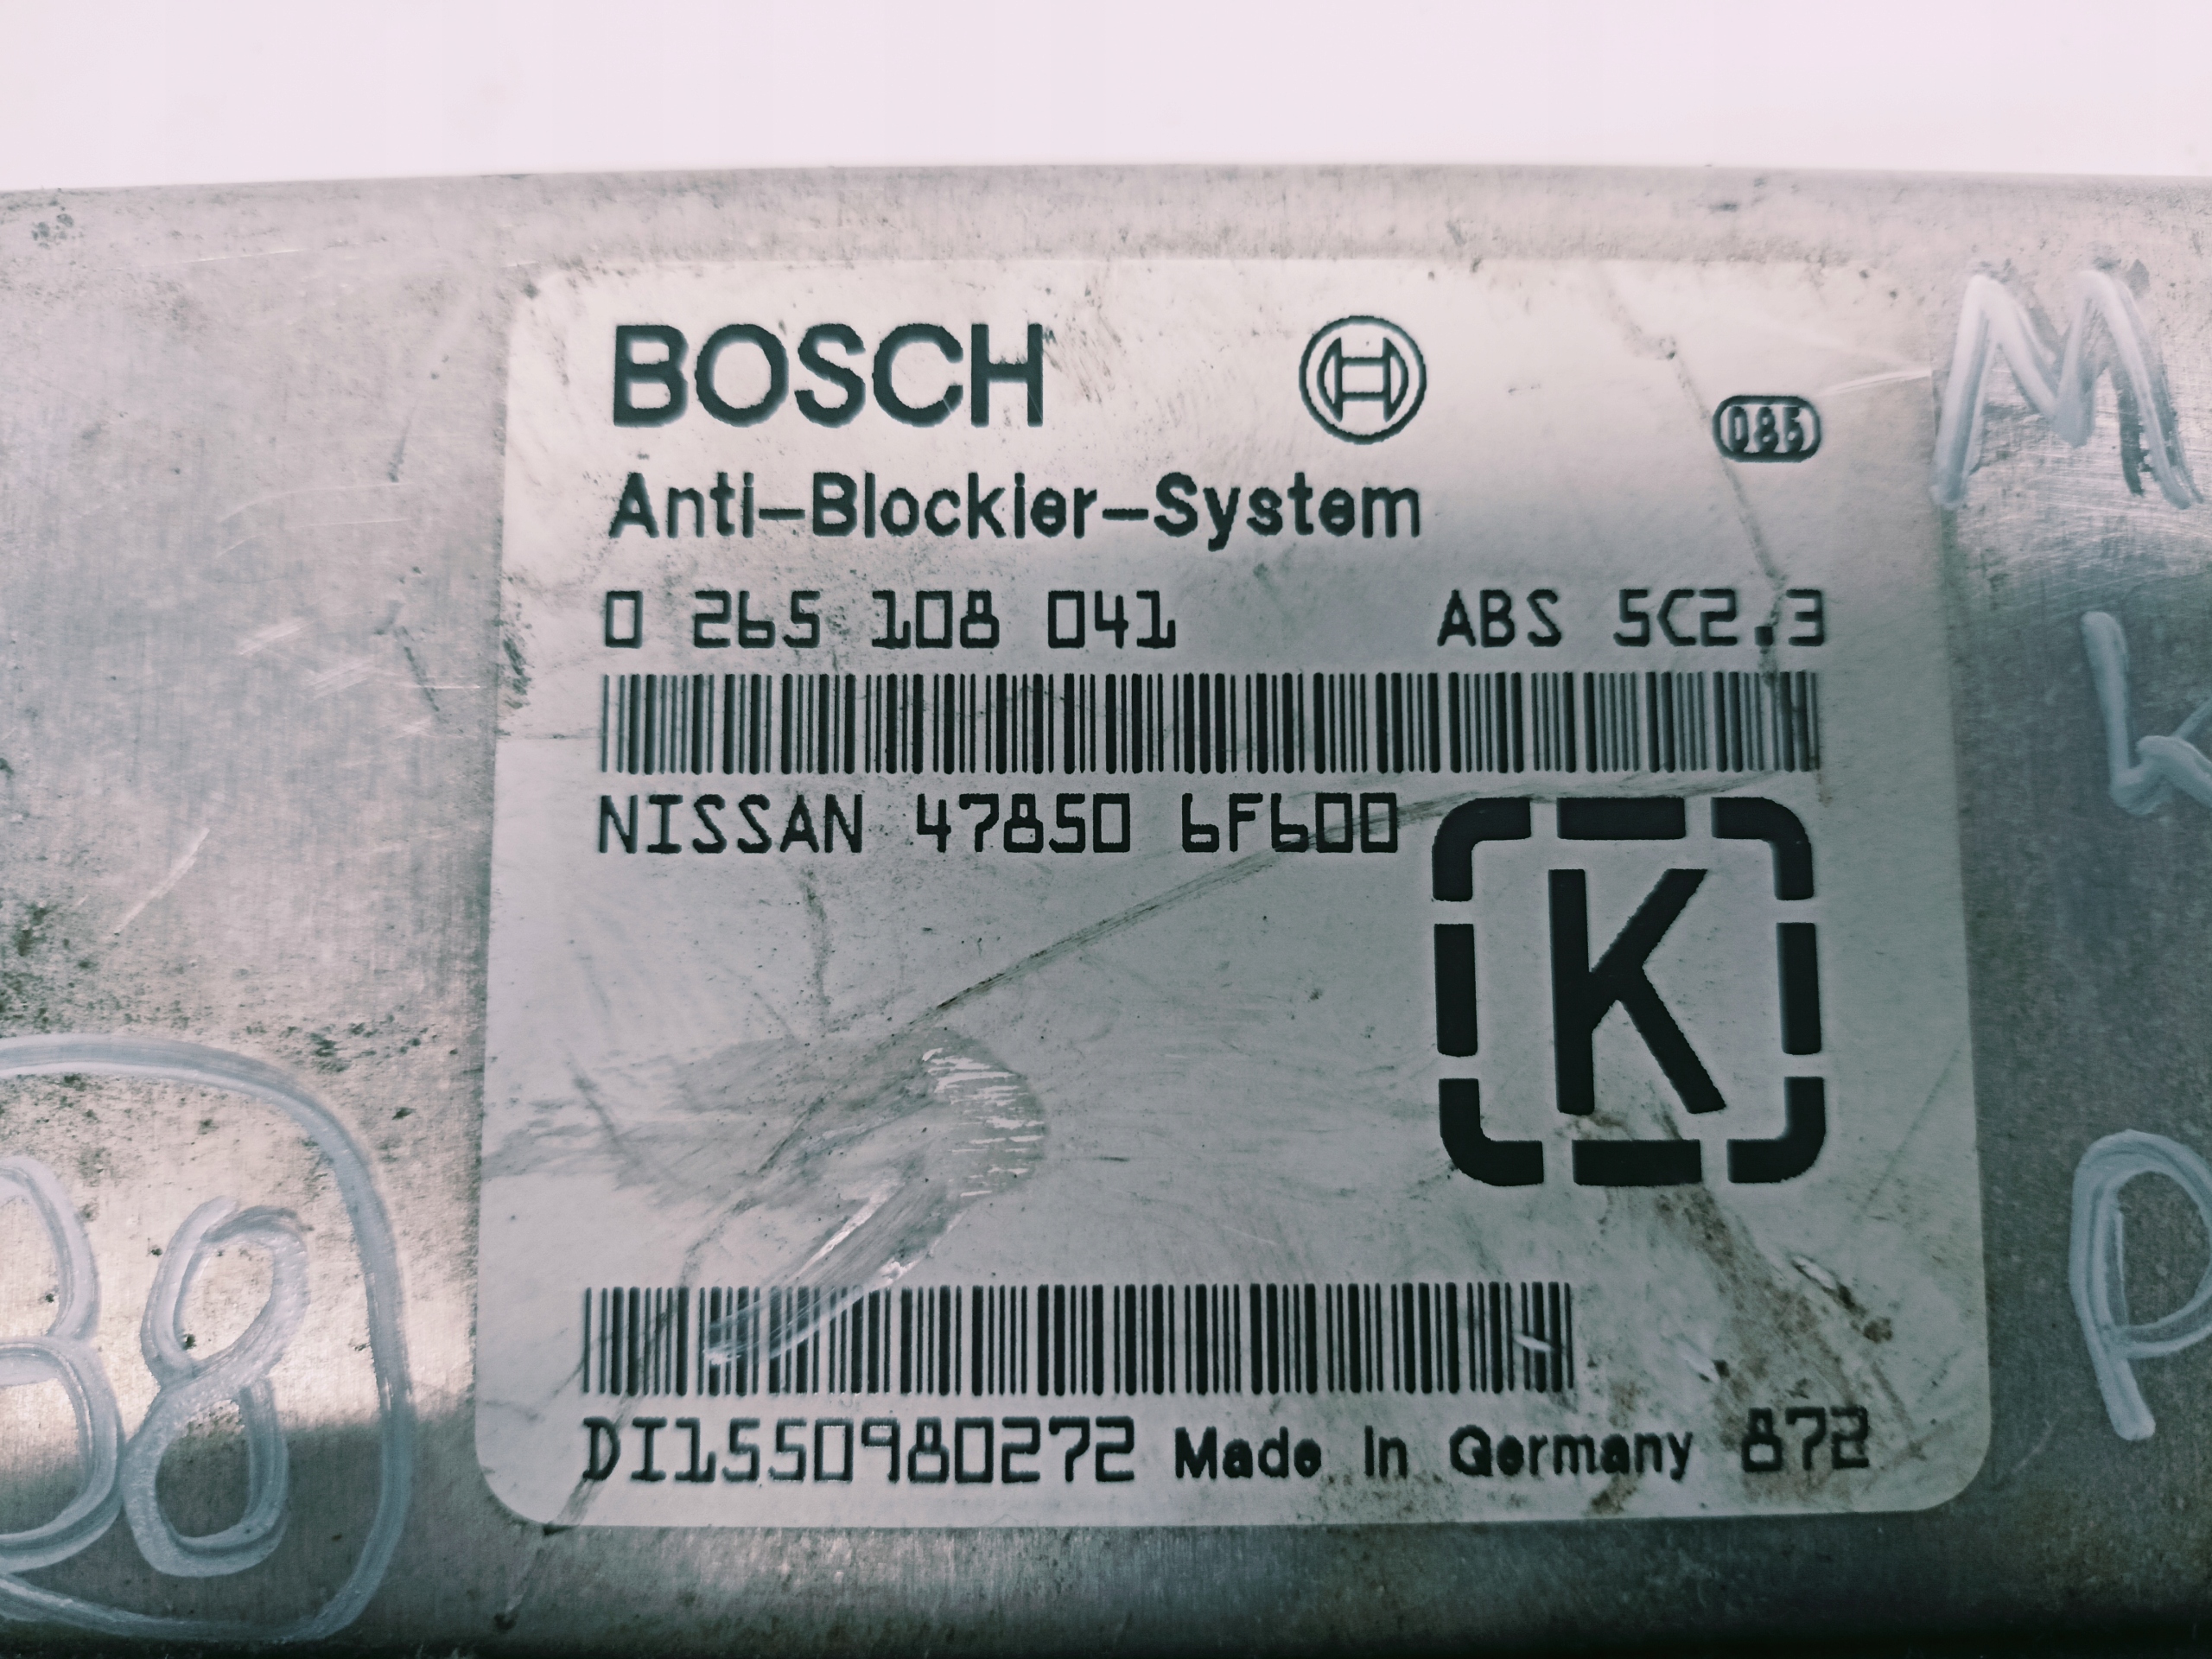 BOSCH
085
Anti-Blockier-System
0 265 108 041 ABS 5C2.3
NISSAN 47850 6F600
K
DI1550980272 Made In Germany 872
M
K
P
38